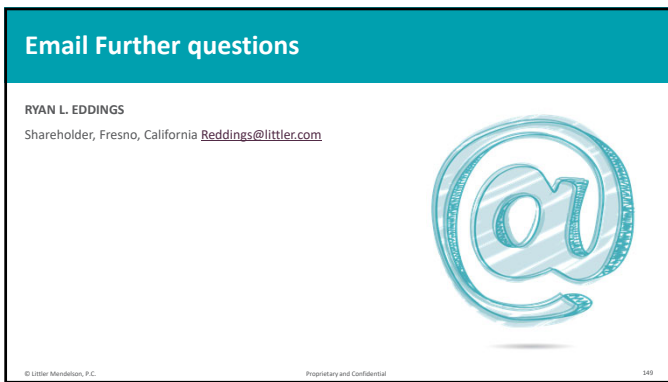 Email Further questions
RYAN L. EDDINGS
Shareholder, Fresno, California Reddings@littler.com
@
© Littler Mendelson, P.C.
Proprietary and Confidential
149